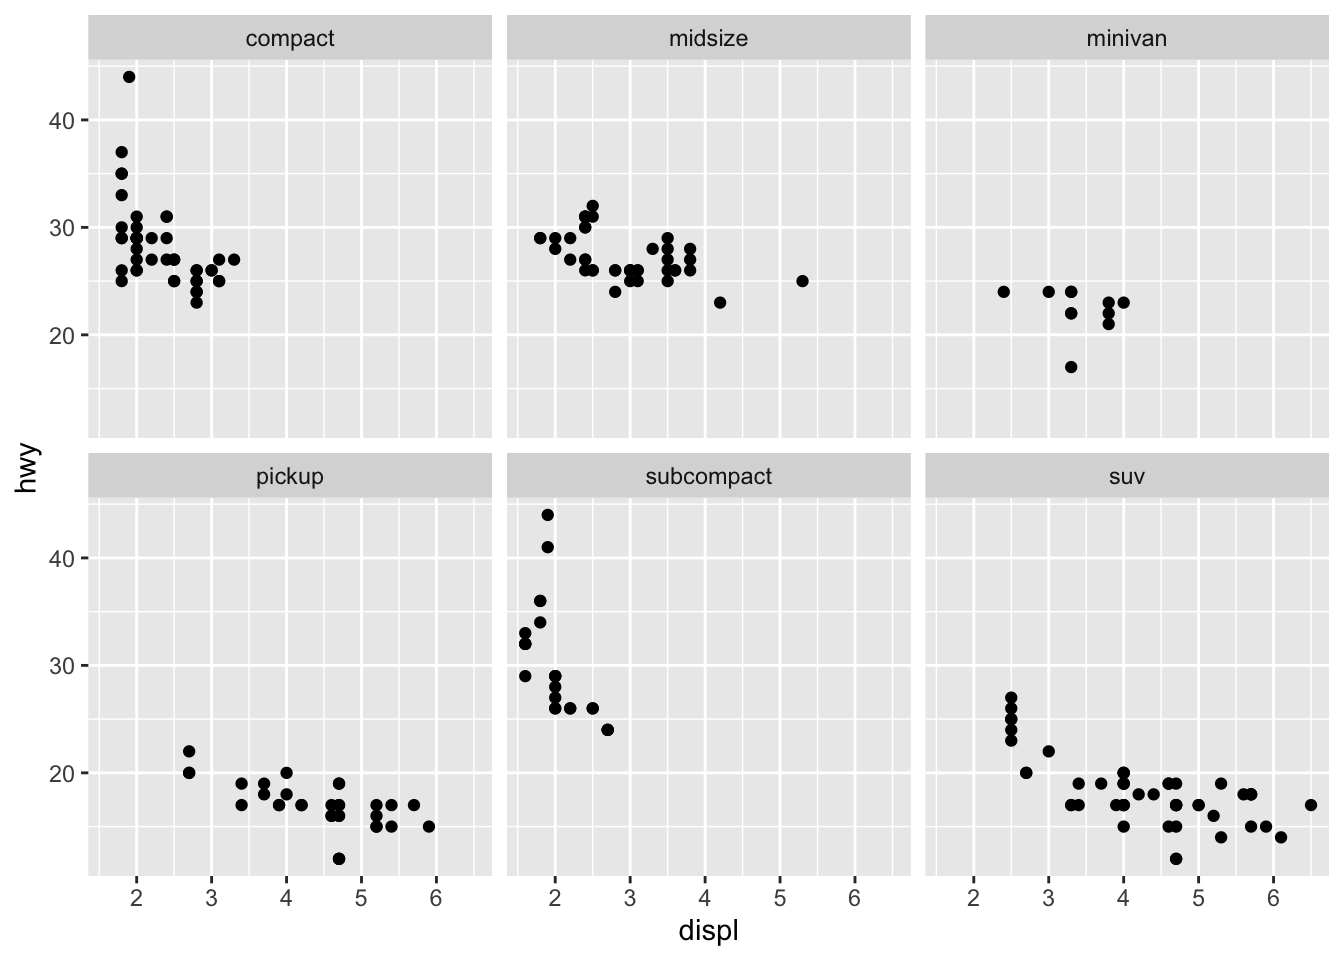 compact
midsize
minivan
40
30
20
hwy
pickup
subcompact
suv
40
30
20
2 3 4 5 6
2 3 4 5 6
2 3 4 5 6
displ